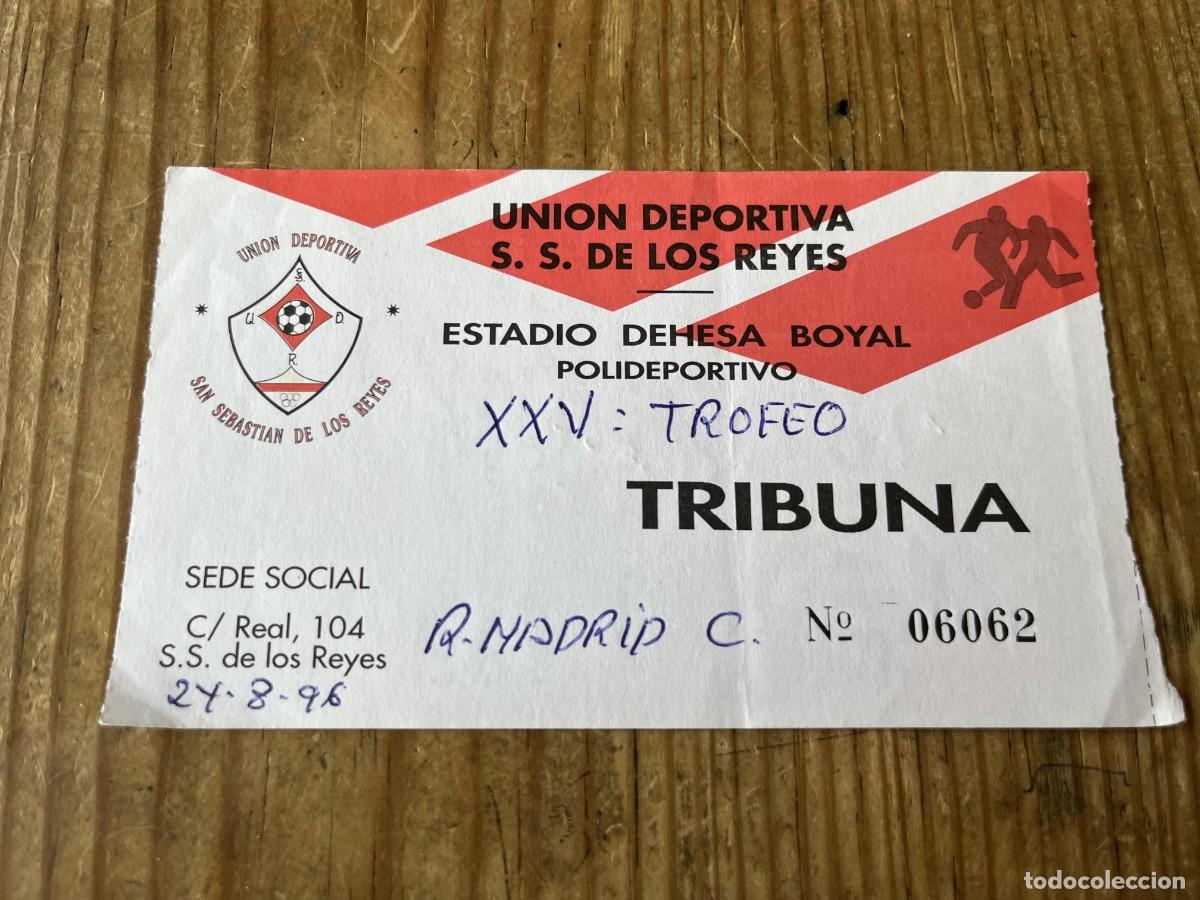 UNION DEPORTIVA
S. S. DE LOS REYES
UNION DEPORTIVA
S.S.
U. D.
R.
SAN SEBASTIAN DE LOS REYES
ESTADIO DEHESA BOYAL
POLIDEPORTIVO
XXV: TROFEO
TRIBUNA
SEDE SOCIAL
C/ Real, 104
S.S. de los Reyes
24-8-96
R. MADRID C.
Nº 06062
todocoleccion